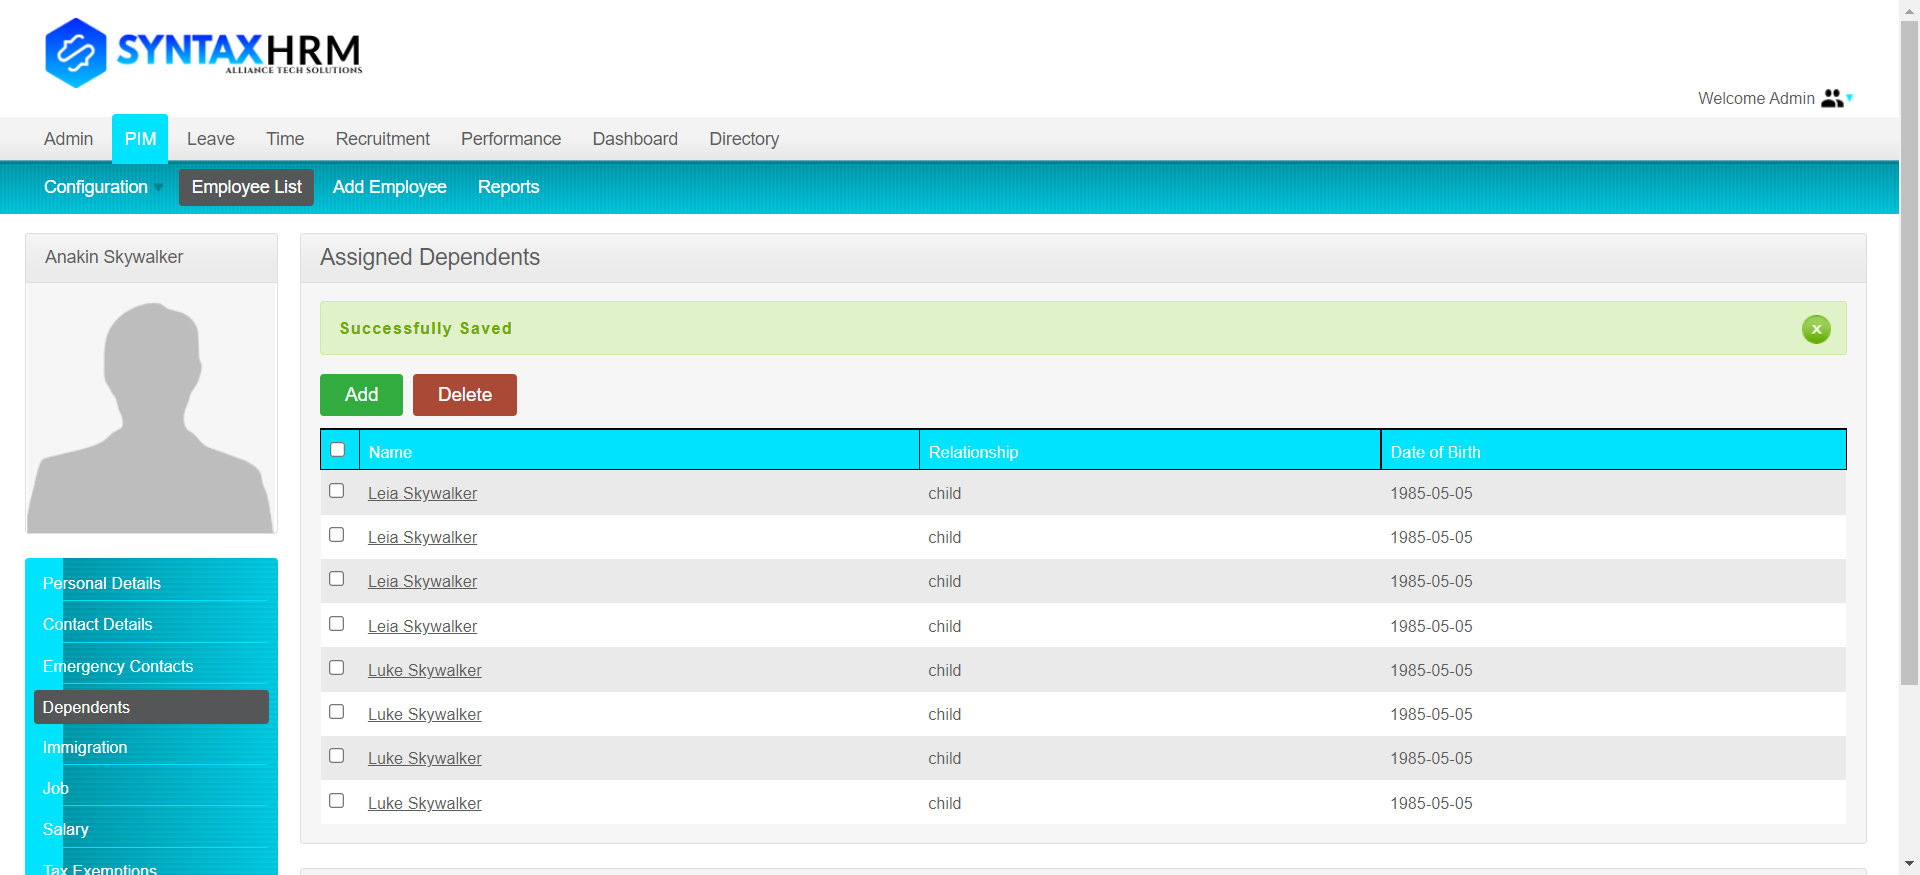 SYNTAXHRM
ALLIANCE TECH SOLUTIONS
Welcome Admin
Admin PIM Leave Time Recruitment Performance Dashboard Directory
Configuration Employee List Add Employee Reports
Anakin Skywalker
Assigned Dependents
Successfully Saved
x
Add Delete
Name Relationship Date of Birth
Leia Skywalker child 1985-05-05
Leia Skywalker child 1985-05-05
Leia Skywalker child 1985-05-05
Leia Skywalker child 1985-05-05
Luke Skywalker child 1985-05-05
Luke Skywalker child 1985-05-05
Luke Skywalker child 1985-05-05
Luke Skywalker child 1985-05-05
Personal Details
Contact Details
Emergency Contacts
Dependents
Immigration
Job
Salary
Tax Exemptions